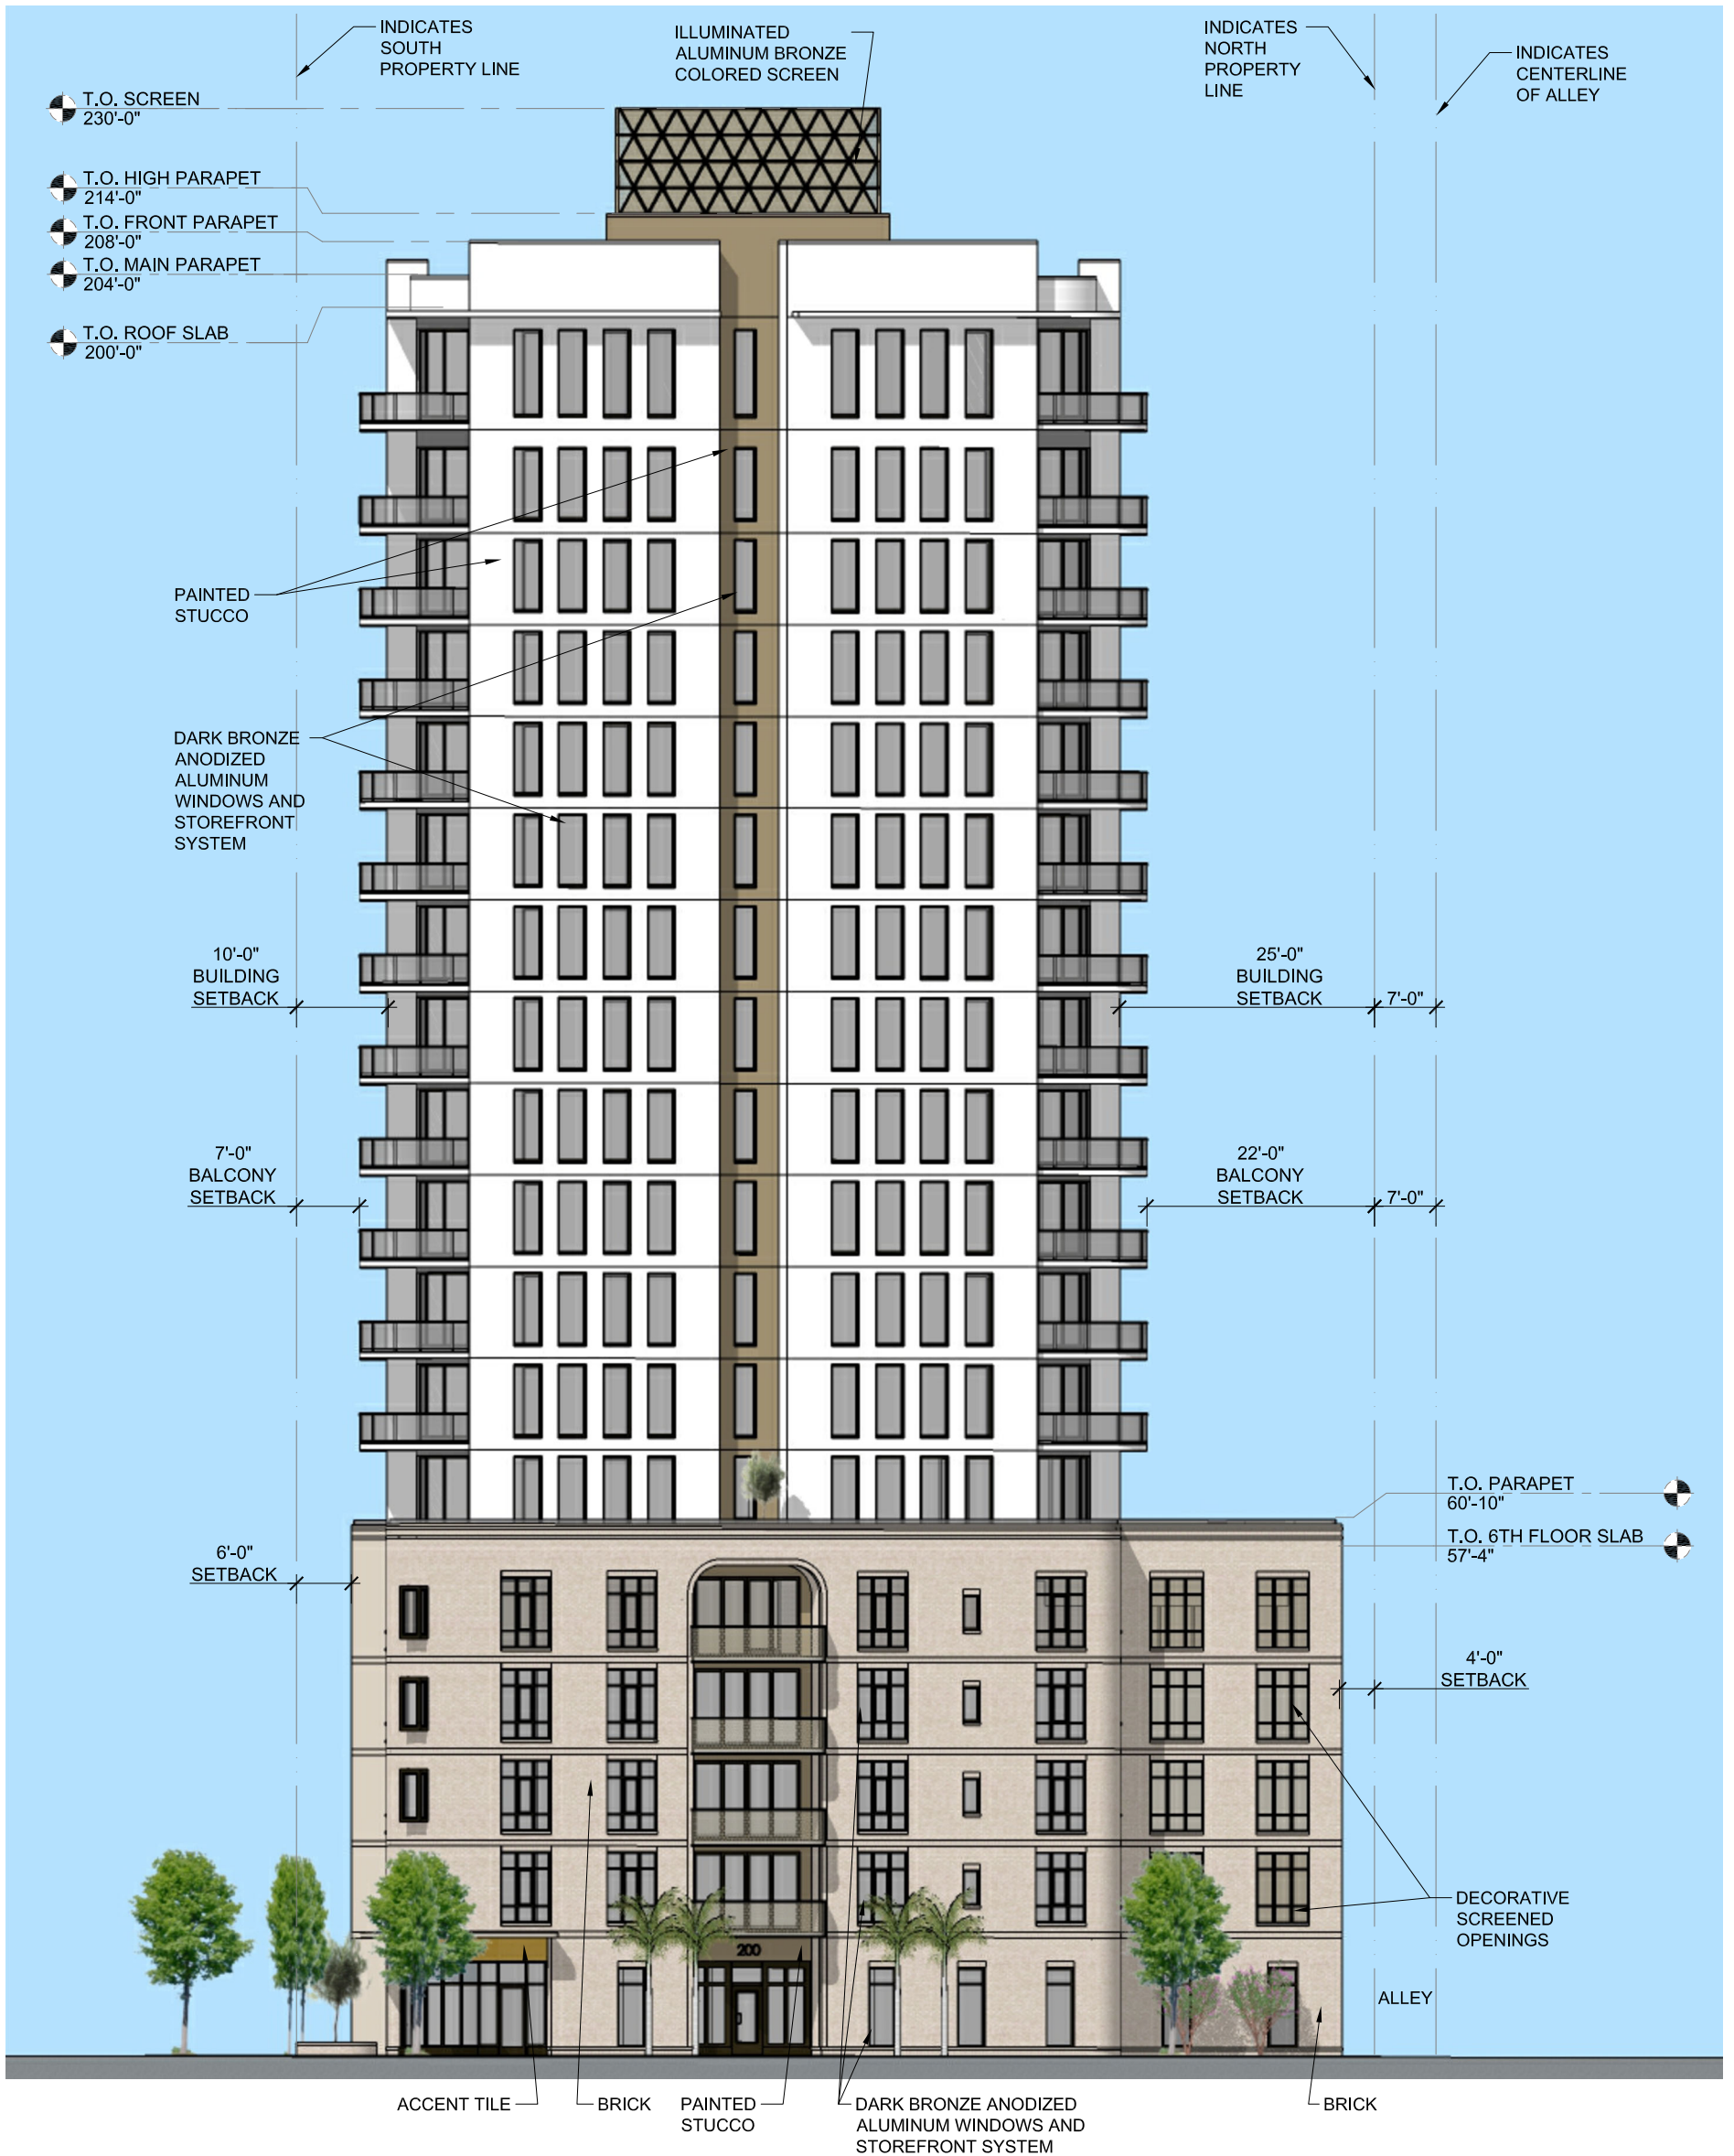 INDICATES
SOUTH
PROPERTY LINE
ILLUMINATED
ALUMINUM BRONZE
COLORED SCREEN
INDICATES
NORTH
PROPERTY
LINE
INDICATES
CENTERLINE
OF ALLEY
T.O. SCREEN
230'-0"
T.O. HIGH PARAPET
214'-0"
T.O. FRONT PARAPET
208'-0"
T.O. MAIN PARAPET
204'-0"
T.O. ROOF SLAB
200'-0"
PAINTED
STUCCO
DARK BRONZE
ANODIZED
ALUMINUM
WINDOWS AND
STOREFRONT
SYSTEM
10'-0"
BUILDING
SETBACK
25'-0"
BUILDING
SETBACK
7'-0"
7'-0"
BALCONY
SETBACK
22'-0"
BALCONY
SETBACK
7'-0"
T.O. PARAPET
60'-10"
T.O. 6TH FLOOR SLAB
57'-4"
6'-0"
SETBACK
4'-0"
SETBACK
DECORATIVE
SCREENED
OPENINGS
200
ALLEY
ACCENT TILE
BRICK
PAINTED
STUCCO
DARK BRONZE ANODIZED
ALUMINUM WINDOWS AND
STOREFRONT SYSTEM
BRICK